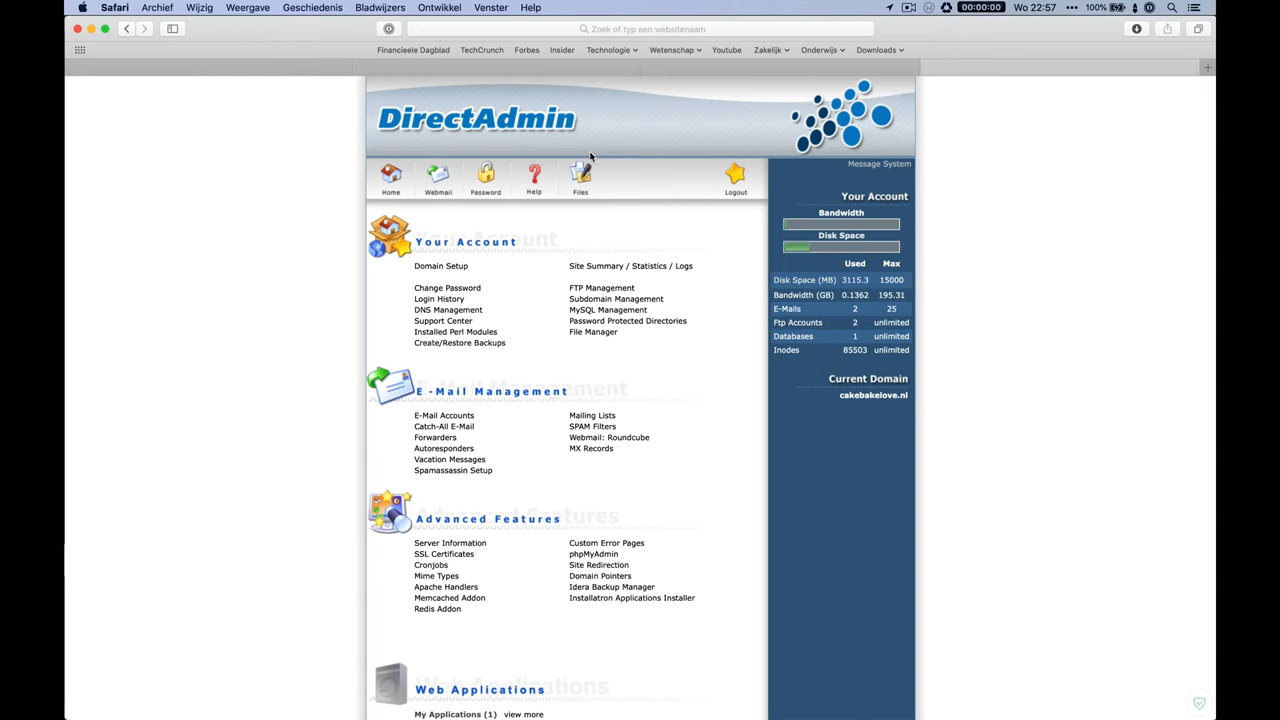 Safari Archief Wijzig Weergave Geschiedenis Bladwijzers Ontwikkel Venster Help 00:00:00 100% Wo 22:57
Zoek of typ een websitenaam
Financieele Dagblad TechCrunch Forbes Insider Technologie Wetenschap Youtube Zakelijk Onderwijs Downloads
DirectAdmin
Home Webmail Password Help Files Logout
Message System
Your Account
Bandwidth
Disk Space
Used Max
Disk Space (MB) 3115.3 15000
Bandwidth (GB) 0.1362 195.31
E-Mails 2 25
Ftp Accounts 2 unlimited
Databases 1 unlimited
Inodes 85503 unlimited
Current Domain
cakebakelove.nl
Your Account
Domain Setup Site Summary / Statistics / Logs
Change Password FTP Management
Login History Subdomain Management
DNS Management MySQL Management
Support Center Password Protected Directories
Installed Perl Modules File Manager
Create/Restore Backups
E-Mail Management
E-Mail Accounts Mailing Lists
Catch-All E-Mail SPAM Filters
Forwarders Webmail: Roundcube
Autoresponders MX Records
Vacation Messages
Spamassassin Setup
Advanced Features
Server Information Custom Error Pages
SSL Certificates phpMyAdmin
Cronjobs Site Redirection
Mime Types Domain Pointers
Apache Handlers Idera Backup Manager
Memcached Addon Installatron Applications Installer
Redis Addon
Web Applications
My Applications (1) view more